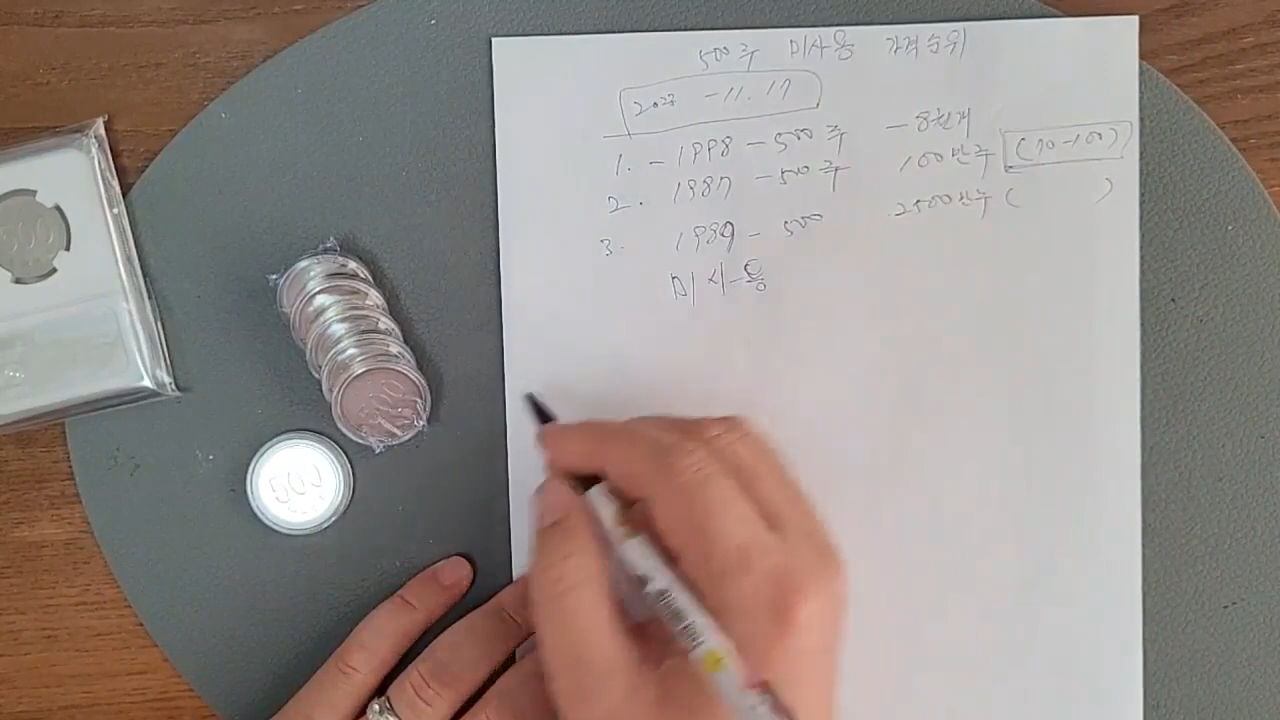 500주 미사용 가격순위
2023 -11.17
1. - 1998 - 500주 - 8천개
2. 1987 - 500주 100만주 (70-100)
3. 1989 - 500 2500만주 ( )
미사용
500
500
500